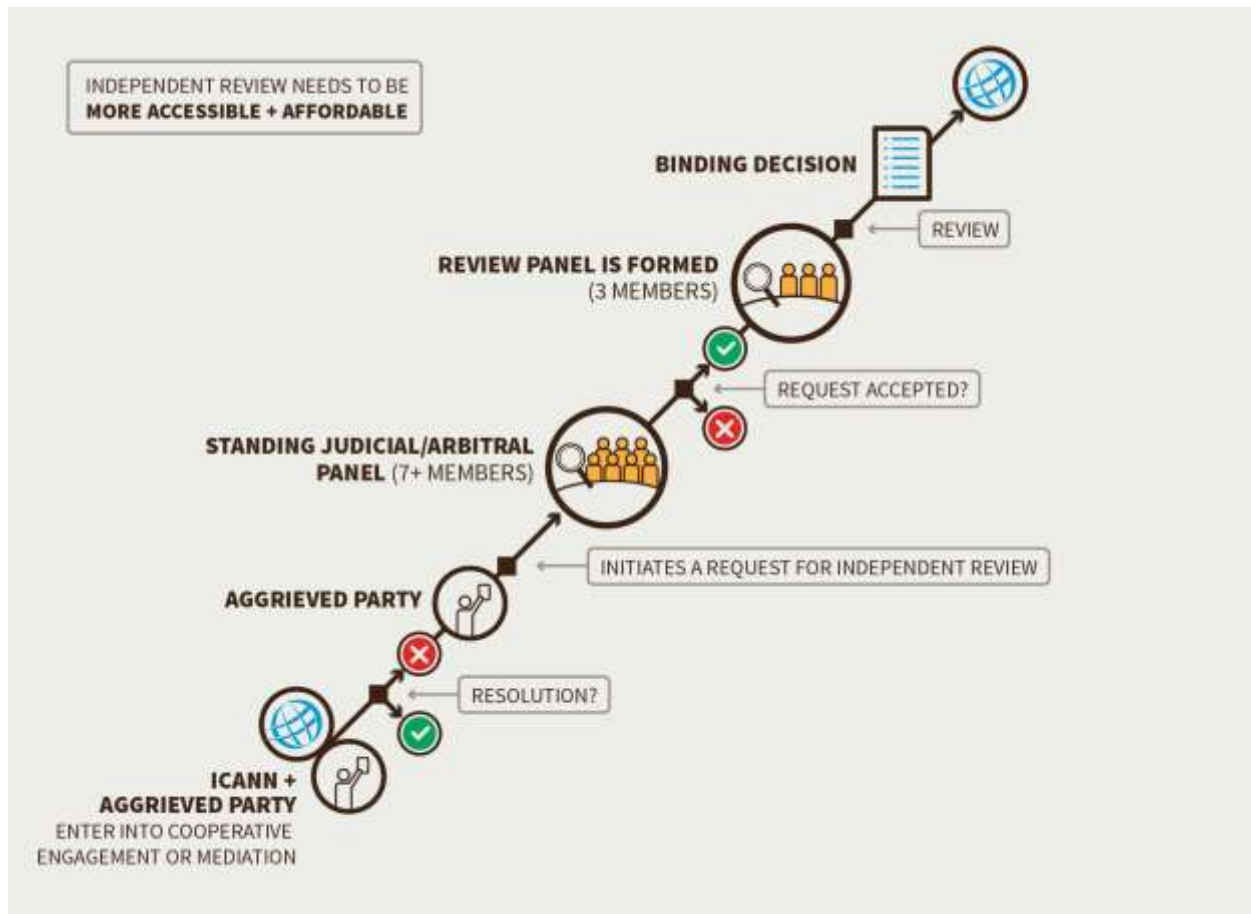 INDEPENDENT REVIEW NEEDS TO BE
MORE ACCESSIBLE + AFFORDABLE
BINDING DECISION
REVIEW
REVIEW PANEL IS FORMED
(3 MEMBERS)
REQUEST ACCEPTED?
STANDING JUDICIAL/ARBITRAL
PANEL (7+ MEMBERS)
INITIATES A REQUEST FOR INDEPENDENT REVIEW
AGGRIEVED PARTY
RESOLUTION?
ICANN +
AGGRIEVED PARTY
ENTER INTO COOPERATIVE
ENGAGEMENT OR MEDIATION